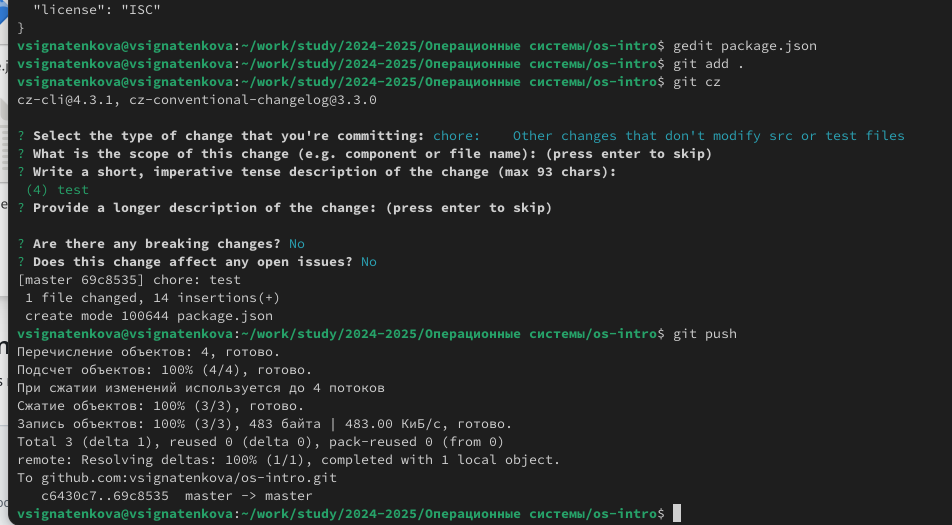 "license": "ISC"
}
vsignatenkova@vsignatenkova:~/work/study/2024-2025/Операционные системы/os-intro$ gedit package.json
vsignatenkova@vsignatenkova:~/work/study/2024-2025/Операционные системы/os-intro$ git add .
vsignatenkova@vsignatenkova:~/work/study/2024-2025/Операционные системы/os-intro$ git cz
cz-cli@4.3.1, cz-conventional-changelog@3.3.0
? Select the type of change that you're committing: chore:    Other changes that don't modify src or test files
? What is the scope of this change (e.g. component or file name): (press enter to skip)
? Write a short, imperative tense description of the change (max 93 chars):
(4) test
? Provide a longer description of the change: (press enter to skip)
? Are there any breaking changes? No
? Does this change affect any open issues? No
[master 69c8535] chore: test
1 file changed, 14 insertions(+)
create mode 100644 package.json
vsignatenkova@vsignatenkova:~/work/study/2024-2025/Операционные системы/os-intro$ git push
Перечисление объектов: 4, готово.
Подсчет объектов: 100% (4/4), готово.
При сжатии изменений используется до 4 потоков
Сжатие объектов: 100% (3/3), готово.
Запись объектов: 100% (3/3), 483 байта | 483.00 КиБ/с, готово.
Total 3 (delta 1), reused 0 (delta 0), pack-reused 0 (from 0)
remote: Resolving deltas: 100% (1/1), completed with 1 local object.
To github.com:vsignatenkova/os-intro.git
c6430c7..69c8535  master -> master
vsignatenkova@vsignatenkova:~/work/study/2024-2025/Операционные системы/os-intro$